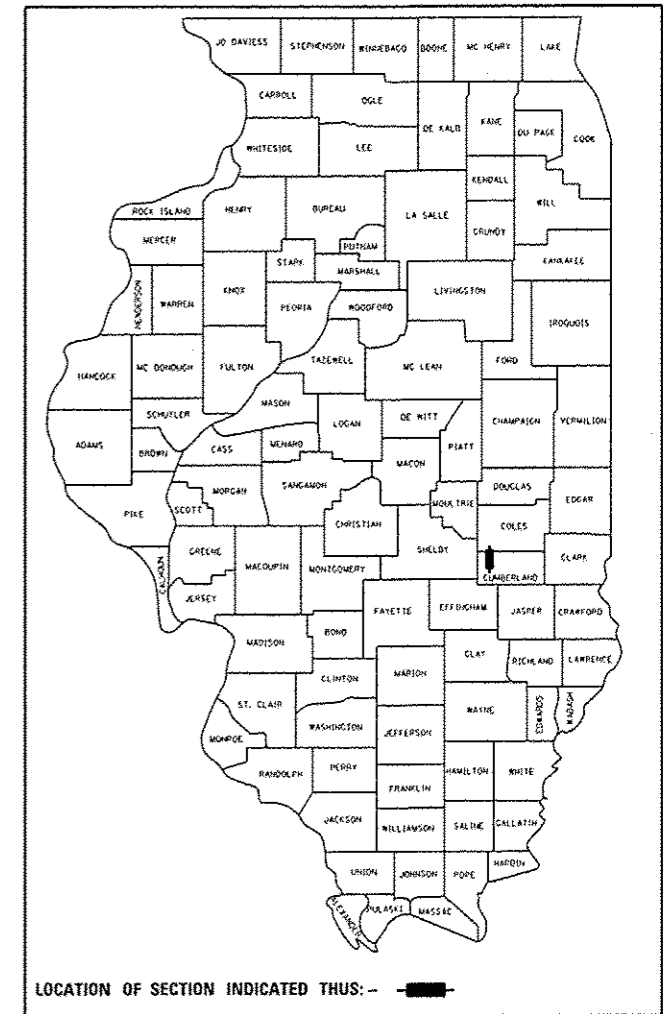 JO DAVIESS STEPHENSON WINNEBAGO BOONE MC HENRY LAKE
CARROLL OGLE DE KALB KANE DU PAGE COOK
WHITESIDE LEE KENDALL WILL
ROCK ISLAND HENRY BUREAU LA SALLE GRUNDY
MERCER PUTNAM KANKAKEE
STARK MARSHALL
HENDERSON WARREN KNOX PEORIA WOODFORD LIVINGSTON IROQUOIS
HANCOCK MC DONOUGH FULTON TAZEWELL MC LEAN FORD
MASON
SCHUYLER LOGAN DE WITT CHAMPAIGN VERMILION
ADAMS BROWN CASS MENARD PIATT
MACON
MORGAN SANGAMON DOUGLAS
PIKE SCOTT CHRISTIAN MOULTRIE EDGAR
COLES
GREENE SHELBY CLARK
CALHOUN MACOUPIN MONTGOMERY CUMBERLAND
JERSEY FAYETTE EFFINGHAM JASPER CRAWFORD
MADISON BOND
CLAY RICHLAND LAWRENCE
CLINTON MARION
ST. CLAIR WAYNE EDWARDS WABASH
WASHINGTON JEFFERSON
MONROE
RANDOLPH PERRY HAMILTON WHITE
FRANKLIN
JACKSON WILLIAMSON SALINE GALLATIN
UNION JOHNSON POPE HARDIN
ALEXANDER PULASKI MASSAC
LOCATION OF SECTION INDICATED THUS: -